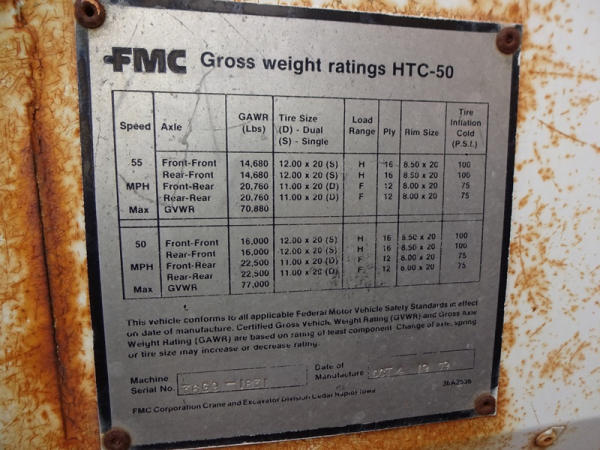 FMC Gross weight ratings HTC-50
Speed Axle GAWR (Lbs) Tire Size (D) - Dual (S) - Single Load Range Ply Rim Size Tire Inflation Cold (P.S.I.)
55 Front-Front 14,680 12.00 x 20 (S) H 16 8.50 x 20 100
Rear-Front 14,680 12.00 x 20 (S) H 16 8.50 x 20 100
MPH Front-Rear 20,760 11.00 x 20 (D) F 12 8.00 x 20 75
Rear-Rear 20,760 11.00 x 20 (D) F 12 8.00 x 20 75
Max GVWR 70,880
50 Front-Front 16,000 12.00 x 20 (S) H 16 8.50 x 20 100
Rear-Front 16,000 12.00 x 20 (S) H 16 8.50 x 20 100
MPH Front-Rear 22,500 11.00 x 20 (D) F 12 8.00 x 20 75
Rear-Rear 22,500 11.00 x 20 (D) F 12 8.00 x 20 75
Max GVWR 77,000
This vehicle conforms to all applicable Federal Motor Vehicle Safety Standards in effect
on date of manufacture. Certified Gross Vehicle Weight Rating (GVWR) and Gross Axle
Weight Rating (GAWR) are based on rating of least component. Change of axle, spring
or tire size may increase or decrease rating.
Machine Serial No.
Date of Manufacture
FMC Corporation Crane and Excavator Division Cedar Rapids Iowa